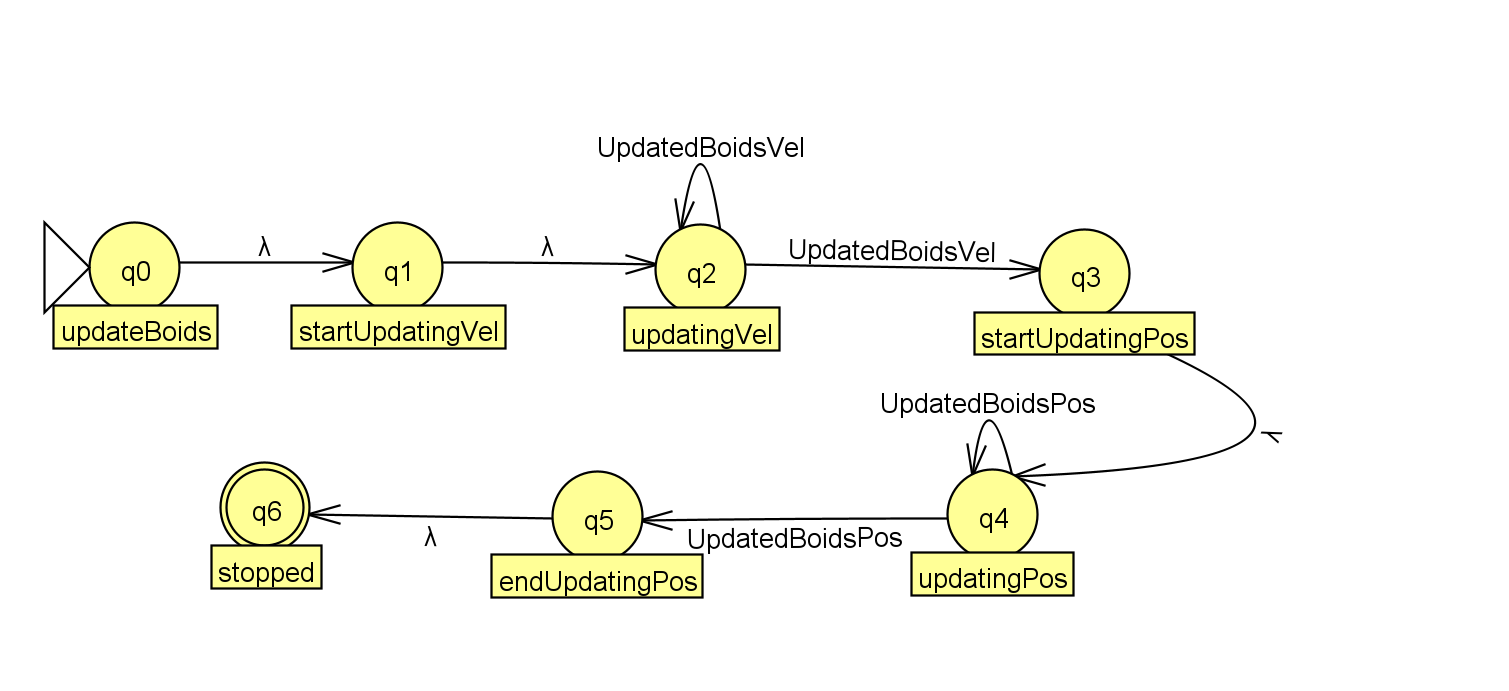 UpdatedBoidsVel
λ
λ
UpdatedBoidsVel
q0
q1
q2
q3
updateBoids
startUpdatingVel
updatingVel
startUpdatingPos
UpdatedBoidsPos
λ
q6
q5
q4
λ
UpdatedBoidsPos
stopped
endUpdatingPos
updatingPos